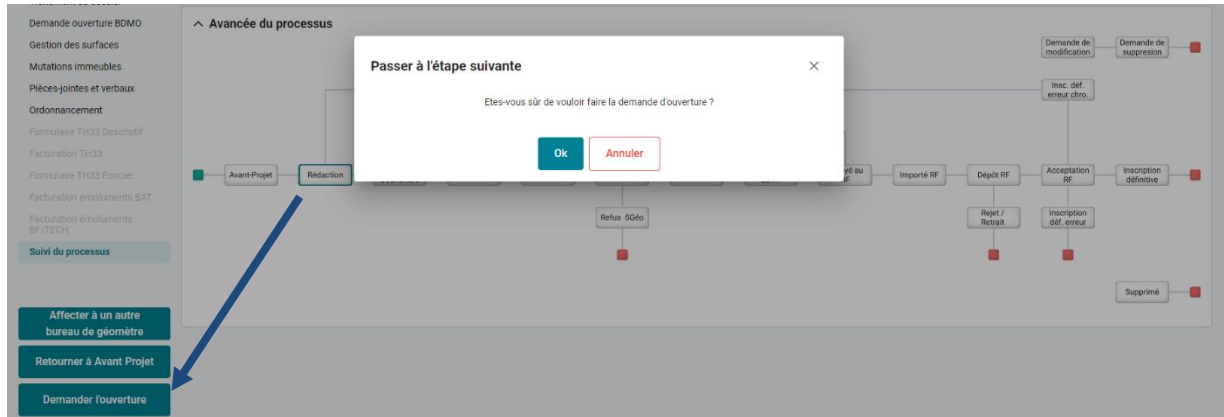 Demande ouverture BDMO
Gestion des surfaces
Mutations immeubles
Pièces-jointes et verbaux
Ordonnancement
Formulaire TH33 Descriptif
Facturation TH33
Formulaire TH33 Foncier
Facturation émoluments BAT
Facturation émoluments
BF/TECH
Suivi du processus
Affecter à un autre
bureau de géomètre
Retourner à Avant Projet
Demander l'ouverture
Avancée du processus
Passer à l'étape suivante
Etes-vous sûr de vouloir faire la demande d'ouverture ?
Ok
Annuler
Demande de
modification
Demande de
suppresion
Insc. déf.
erreur chro.
Avant-Projet
Rédaction
au
Importé RF
Dépôt RF
Acceptation
RF
Inscription
définitive
Refus SGéo
Rejet /
Retrait
Inscription
déf. erreur
Supprimé